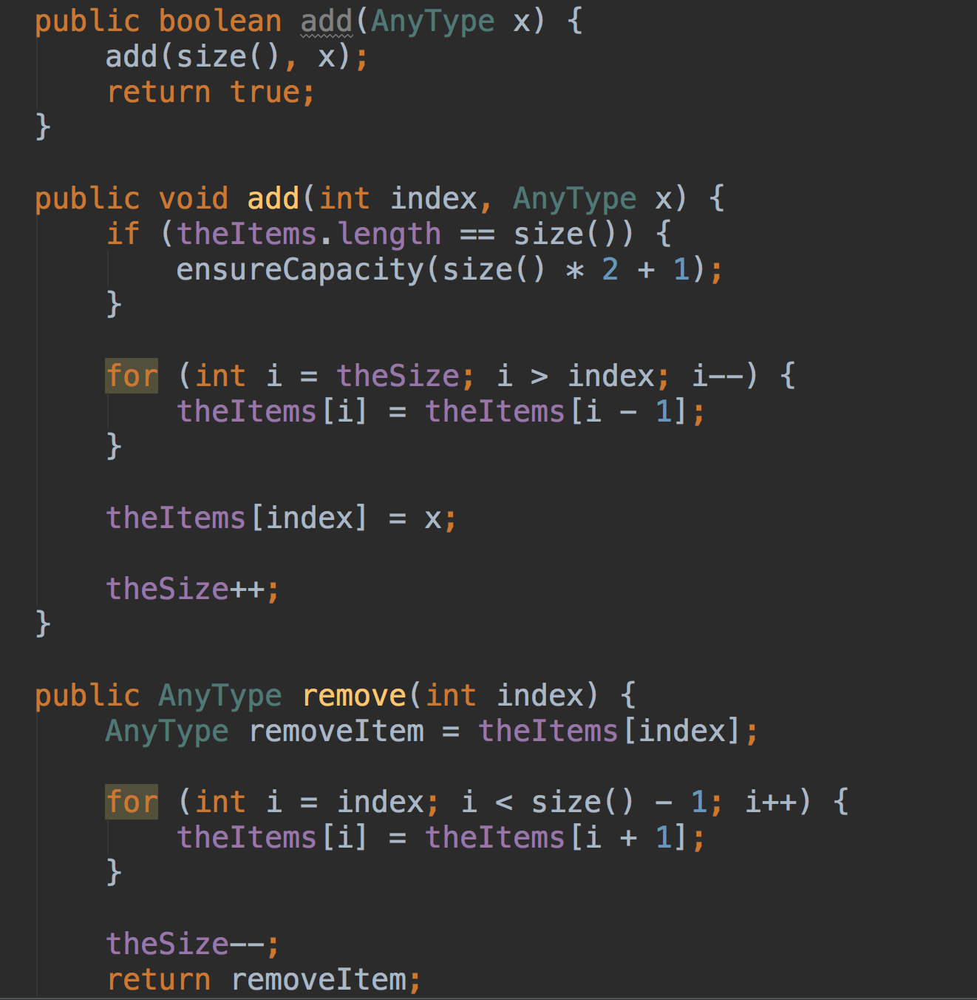 public boolean add(AnyType x) {
    add(size(), x);
    return true;
}

public void add(int index, AnyType x) {
    if (theItems.length == size()) {
        ensureCapacity(size() * 2 + 1);
    }

    for (int i = theSize; i > index; i--) {
        theItems[i] = theItems[i - 1];
    }

    theItems[index] = x;

    theSize++;
}

public AnyType remove(int index) {
    AnyType removeItem = theItems[index];

    for (int i = index; i < size() - 1; i++) {
        theItems[i] = theItems[i + 1];
    }

    theSize--;
    return removeItem;